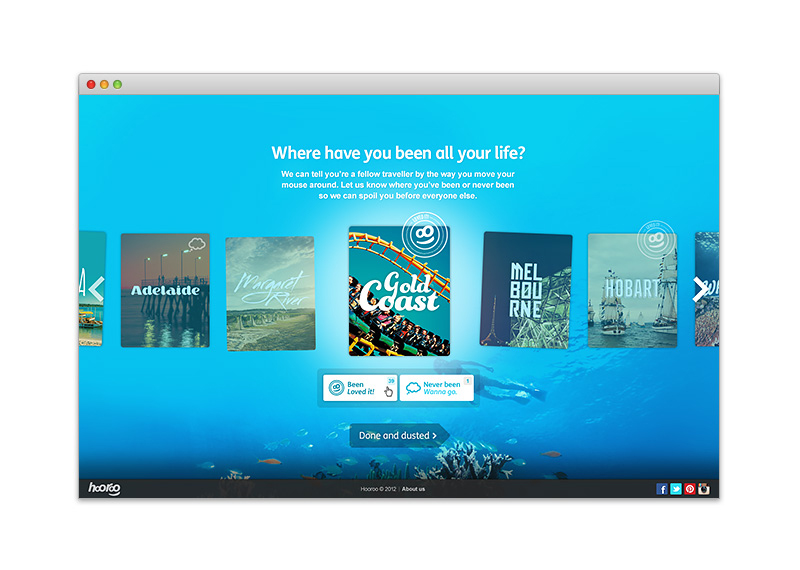 Where have you been all your life?
We can tell you're a fellow traveller by the way you move your
mouse around. Let us know where you've been or never been
so we can spoil you before everyone else.
Adelaide
Margaret
River
Gold
Coast
MEL
BOU
RNE
HOBART
Been
Loved it!
Never been
Wanna go.
1
Done and dusted >
hooroo
Hooroo © 2012 | About us